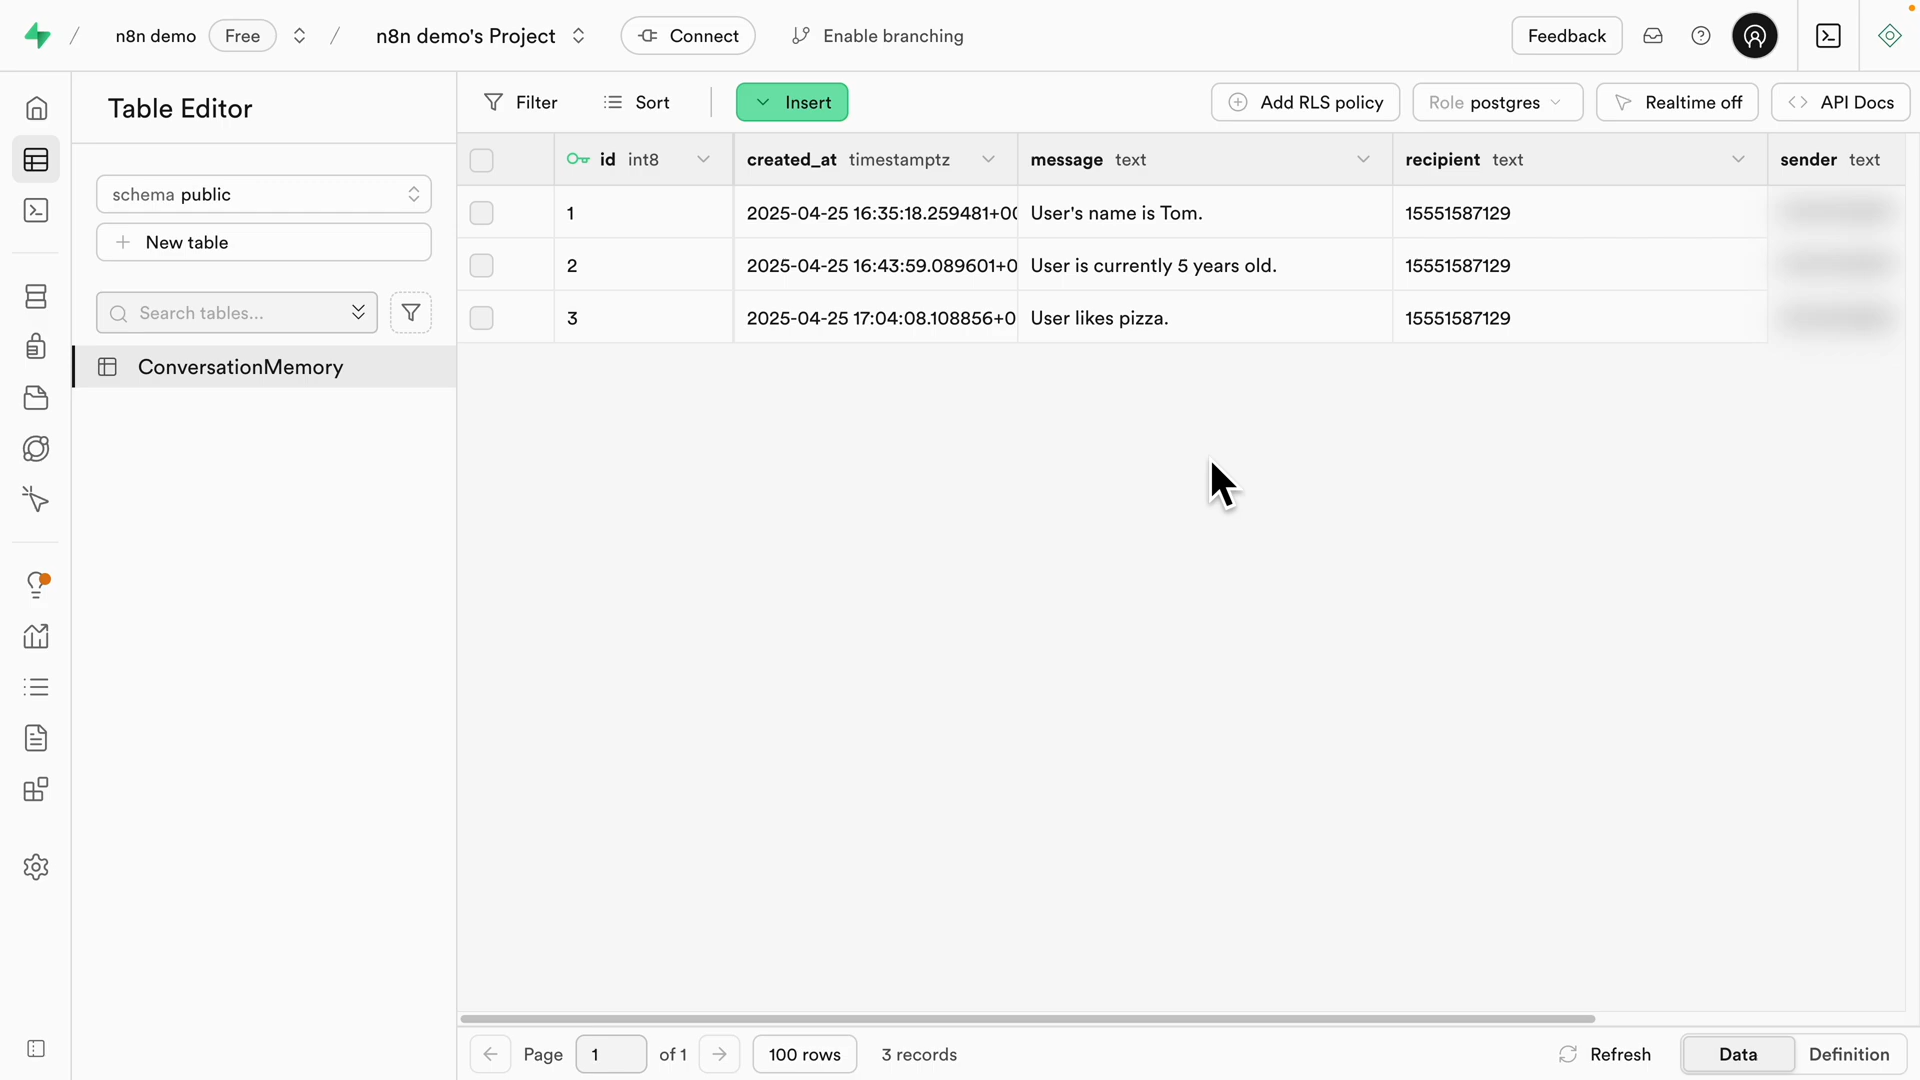 / n8n demo Free / n8n demo's Project Connect Enable branching Feedback
Table Editor
schema public
New table
Search tables...
ConversationMemory
Filter Sort Insert Add RLS policy Role postgres Realtime off API Docs
id int8 created_at timestamptz message text recipient text sender text
1 2025-04-25 16:35:18.259481+00 User's name is Tom. 15551587129
2 2025-04-25 16:43:59.089601+0 User is currently 5 years old. 15551587129
3 2025-04-25 17:04:08.108856+0 User likes pizza. 15551587129
Page 1 of 1 100 rows 3 records Refresh Data Definition